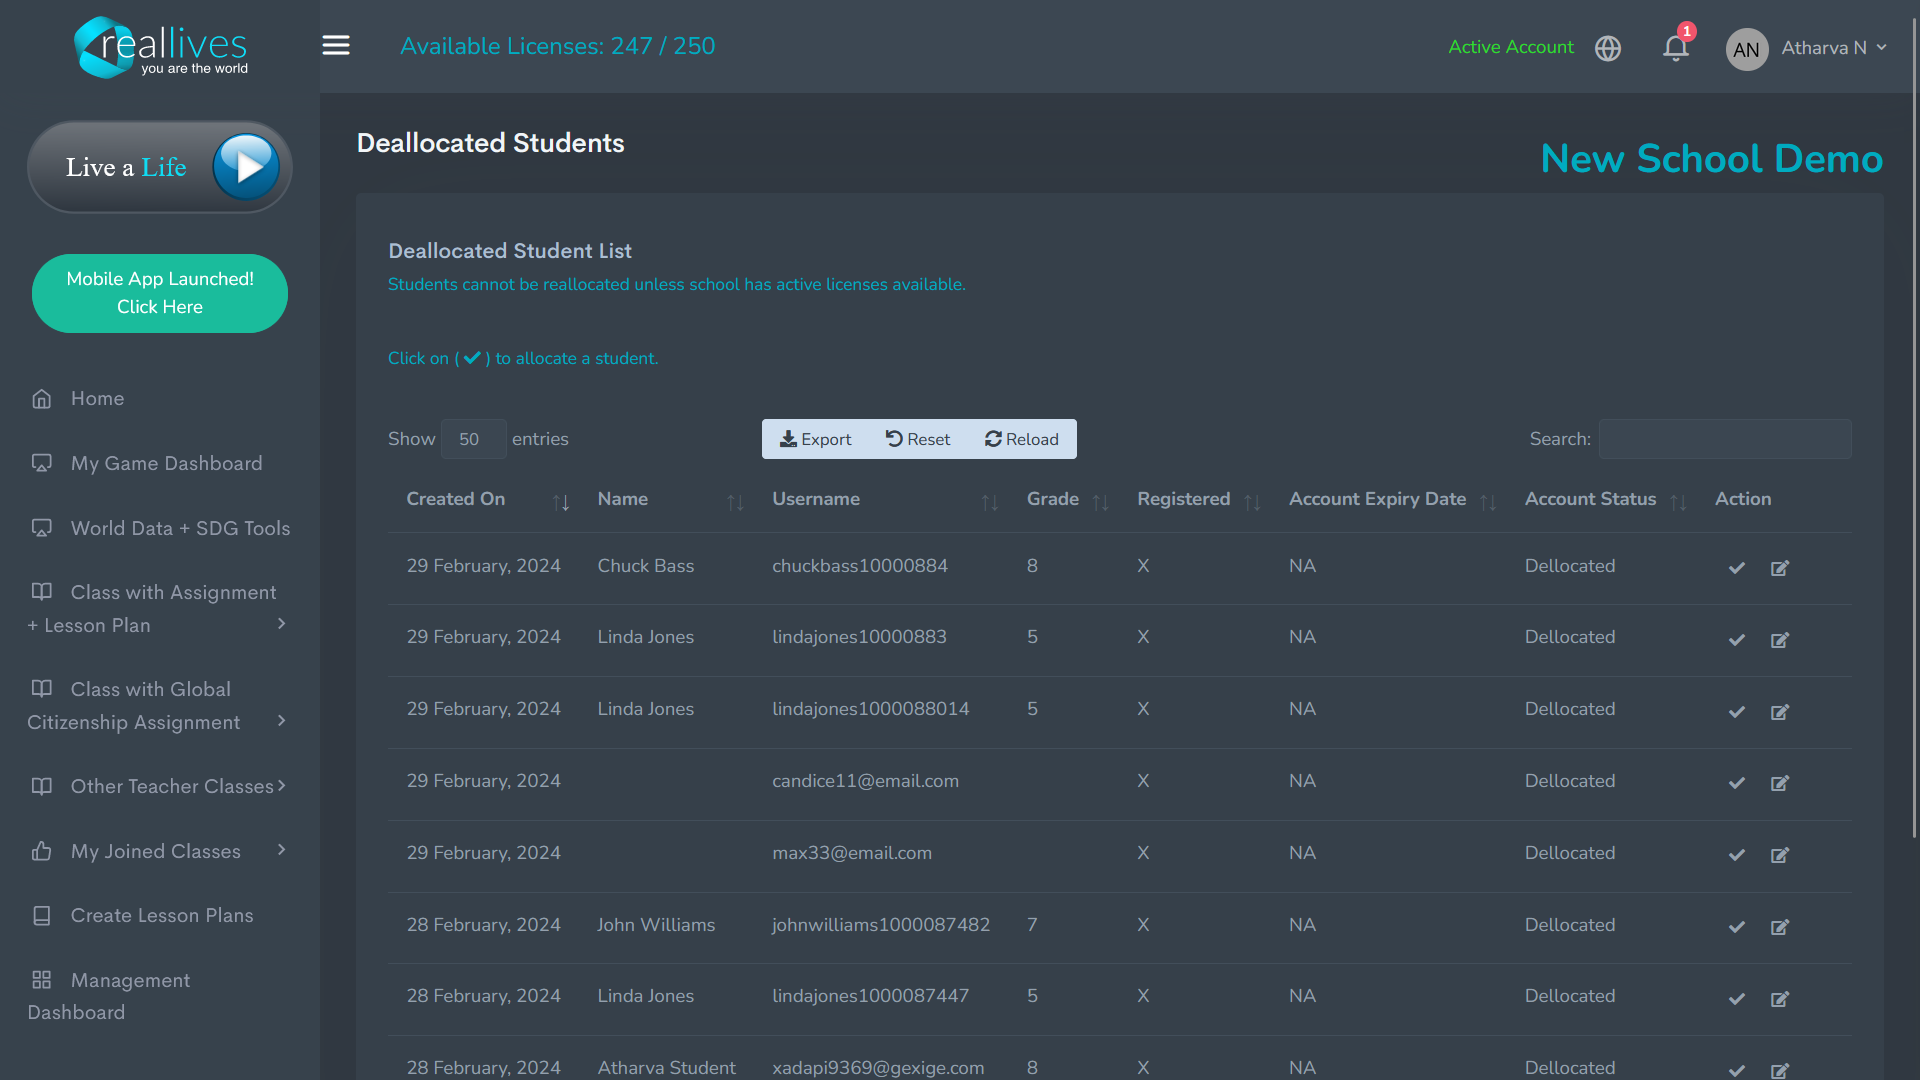 reallives
you are the world
Available Licenses: 247 / 250
Active Account
1
AN
Atharva N
Live a Life
Mobile App Launched!
Click Here
Home
My Game Dashboard
World Data + SDG Tools
Class with Assignment
+ Lesson Plan
Class with Global
Citizenship Assignment
Other Teacher Classes
My Joined Classes
Create Lesson Plans
Management
Dashboard
Deallocated Students
New School Demo
Deallocated Student List
Students cannot be reallocated unless school has active licenses available.
Click on ( ✔ ) to allocate a student.
Show 50 entries
Export Reset Reload
Search:
Created On Name Username Grade Registered Account Expiry Date Account Status Action
29 February, 2024 Chuck Bass chuckbass10000884 8 X NA Dellocated
29 February, 2024 Linda Jones lindajones10000883 5 X NA Dellocated
29 February, 2024 Linda Jones lindajones1000088014 5 X NA Dellocated
29 February, 2024 candice11@email.com X NA Dellocated
29 February, 2024 max33@email.com X NA Dellocated
28 February, 2024 John Williams johnwilliams1000087482 7 X NA Dellocated
28 February, 2024 Linda Jones lindajones1000087447 5 X NA Dellocated
28 February, 2024 Atharva Student xadapi9369@gexige.com 8 X NA Dellocated